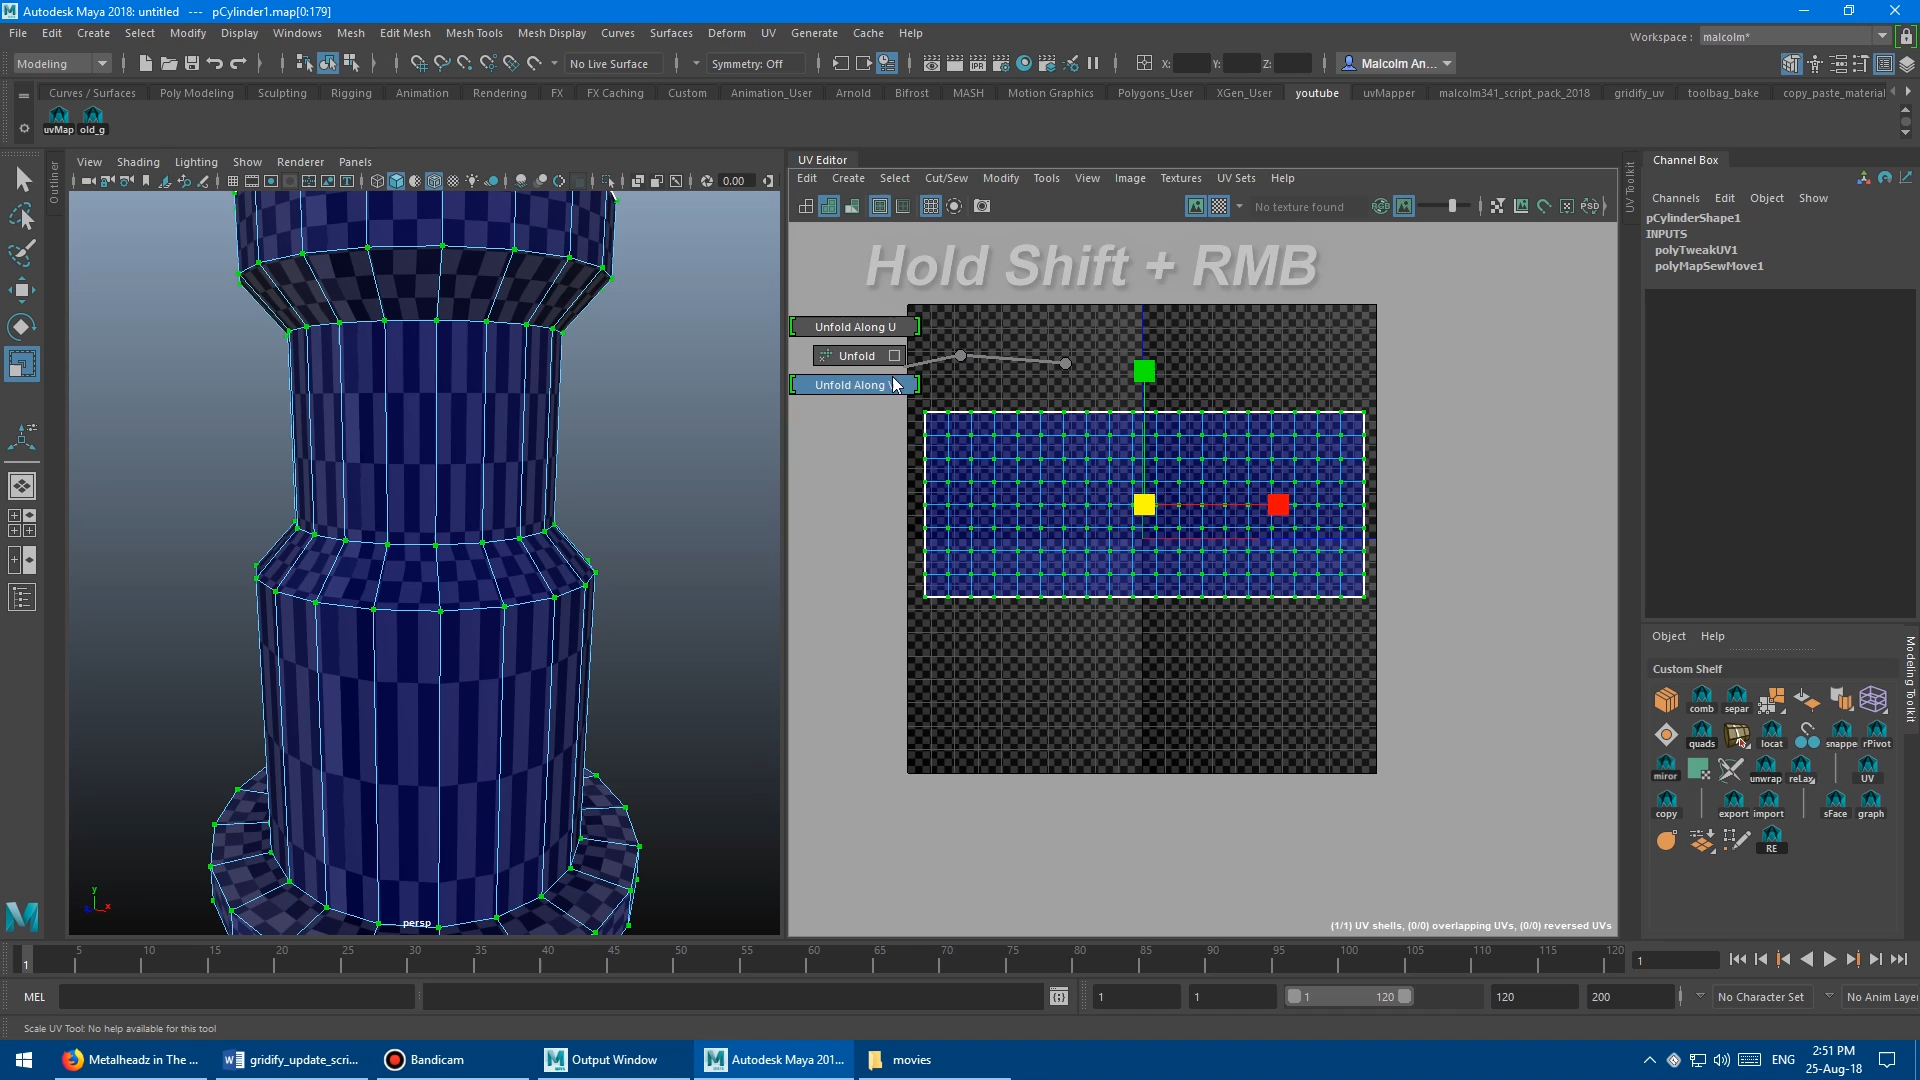 Autodesk Maya 2018: untitled --- pCylinder1.map[0:179]
File Edit Create Select Modify Display Windows Mesh Edit Mesh Mesh Tools Mesh Display Curves Surfaces Deform UV Generate Cache Help
Workspace : malcolm*
Modeling No Live Surface Symmetry: Off X: Y: Z: Malcolm An...
Curves / Surfaces Poly Modeling Sculpting Rigging Animation Rendering FX FX Caching Custom Animation_User Arnold Bifrost MASH Motion Graphics Polygons_User XGen_User youtube uvMapper malcolm341_script_pack_2018 gridify_uv toolbag_bake copy_paste_material
uvMap old_g
Outliner
View Shading Lighting Show Renderer Panels
0.00
persp
y
x
UV Editor
Edit Create Select Cut/Sew Modify Tools View Image Textures UV Sets Help
No texture found
RGB PSD
Hold Shift + RMB
Unfold Along U
Unfold
Unfold Along
(1/1) UV shells, (0/0) overlapping UVs, (0/0) reversed UVs
UV Toolkit
Channel Box
Channels Edit Object Show
pCylinderShape1
INPUTS
polyTweakUV1
polyMapSewMove1
Object Help
Custom Shelf
comb separ
quads locat snappe rPivot
miror unwrap reLax UV
copy export import sFace graph
RE
Modeling Toolkit
1 5 10 15 20 25 30 35 40 45 50 55 60 65 70 75 80 85 90 95 100 105 110 115 120
1
MEL
1 1 1 120 120 200 No Character Set No Anim Layer
Scale UV Tool: No help available for this tool
Metalheadz in The ... gridify_update_scri... Bandicam Output Window Autodesk Maya 201... movies
ENG
2:51 PM
25-Aug-18